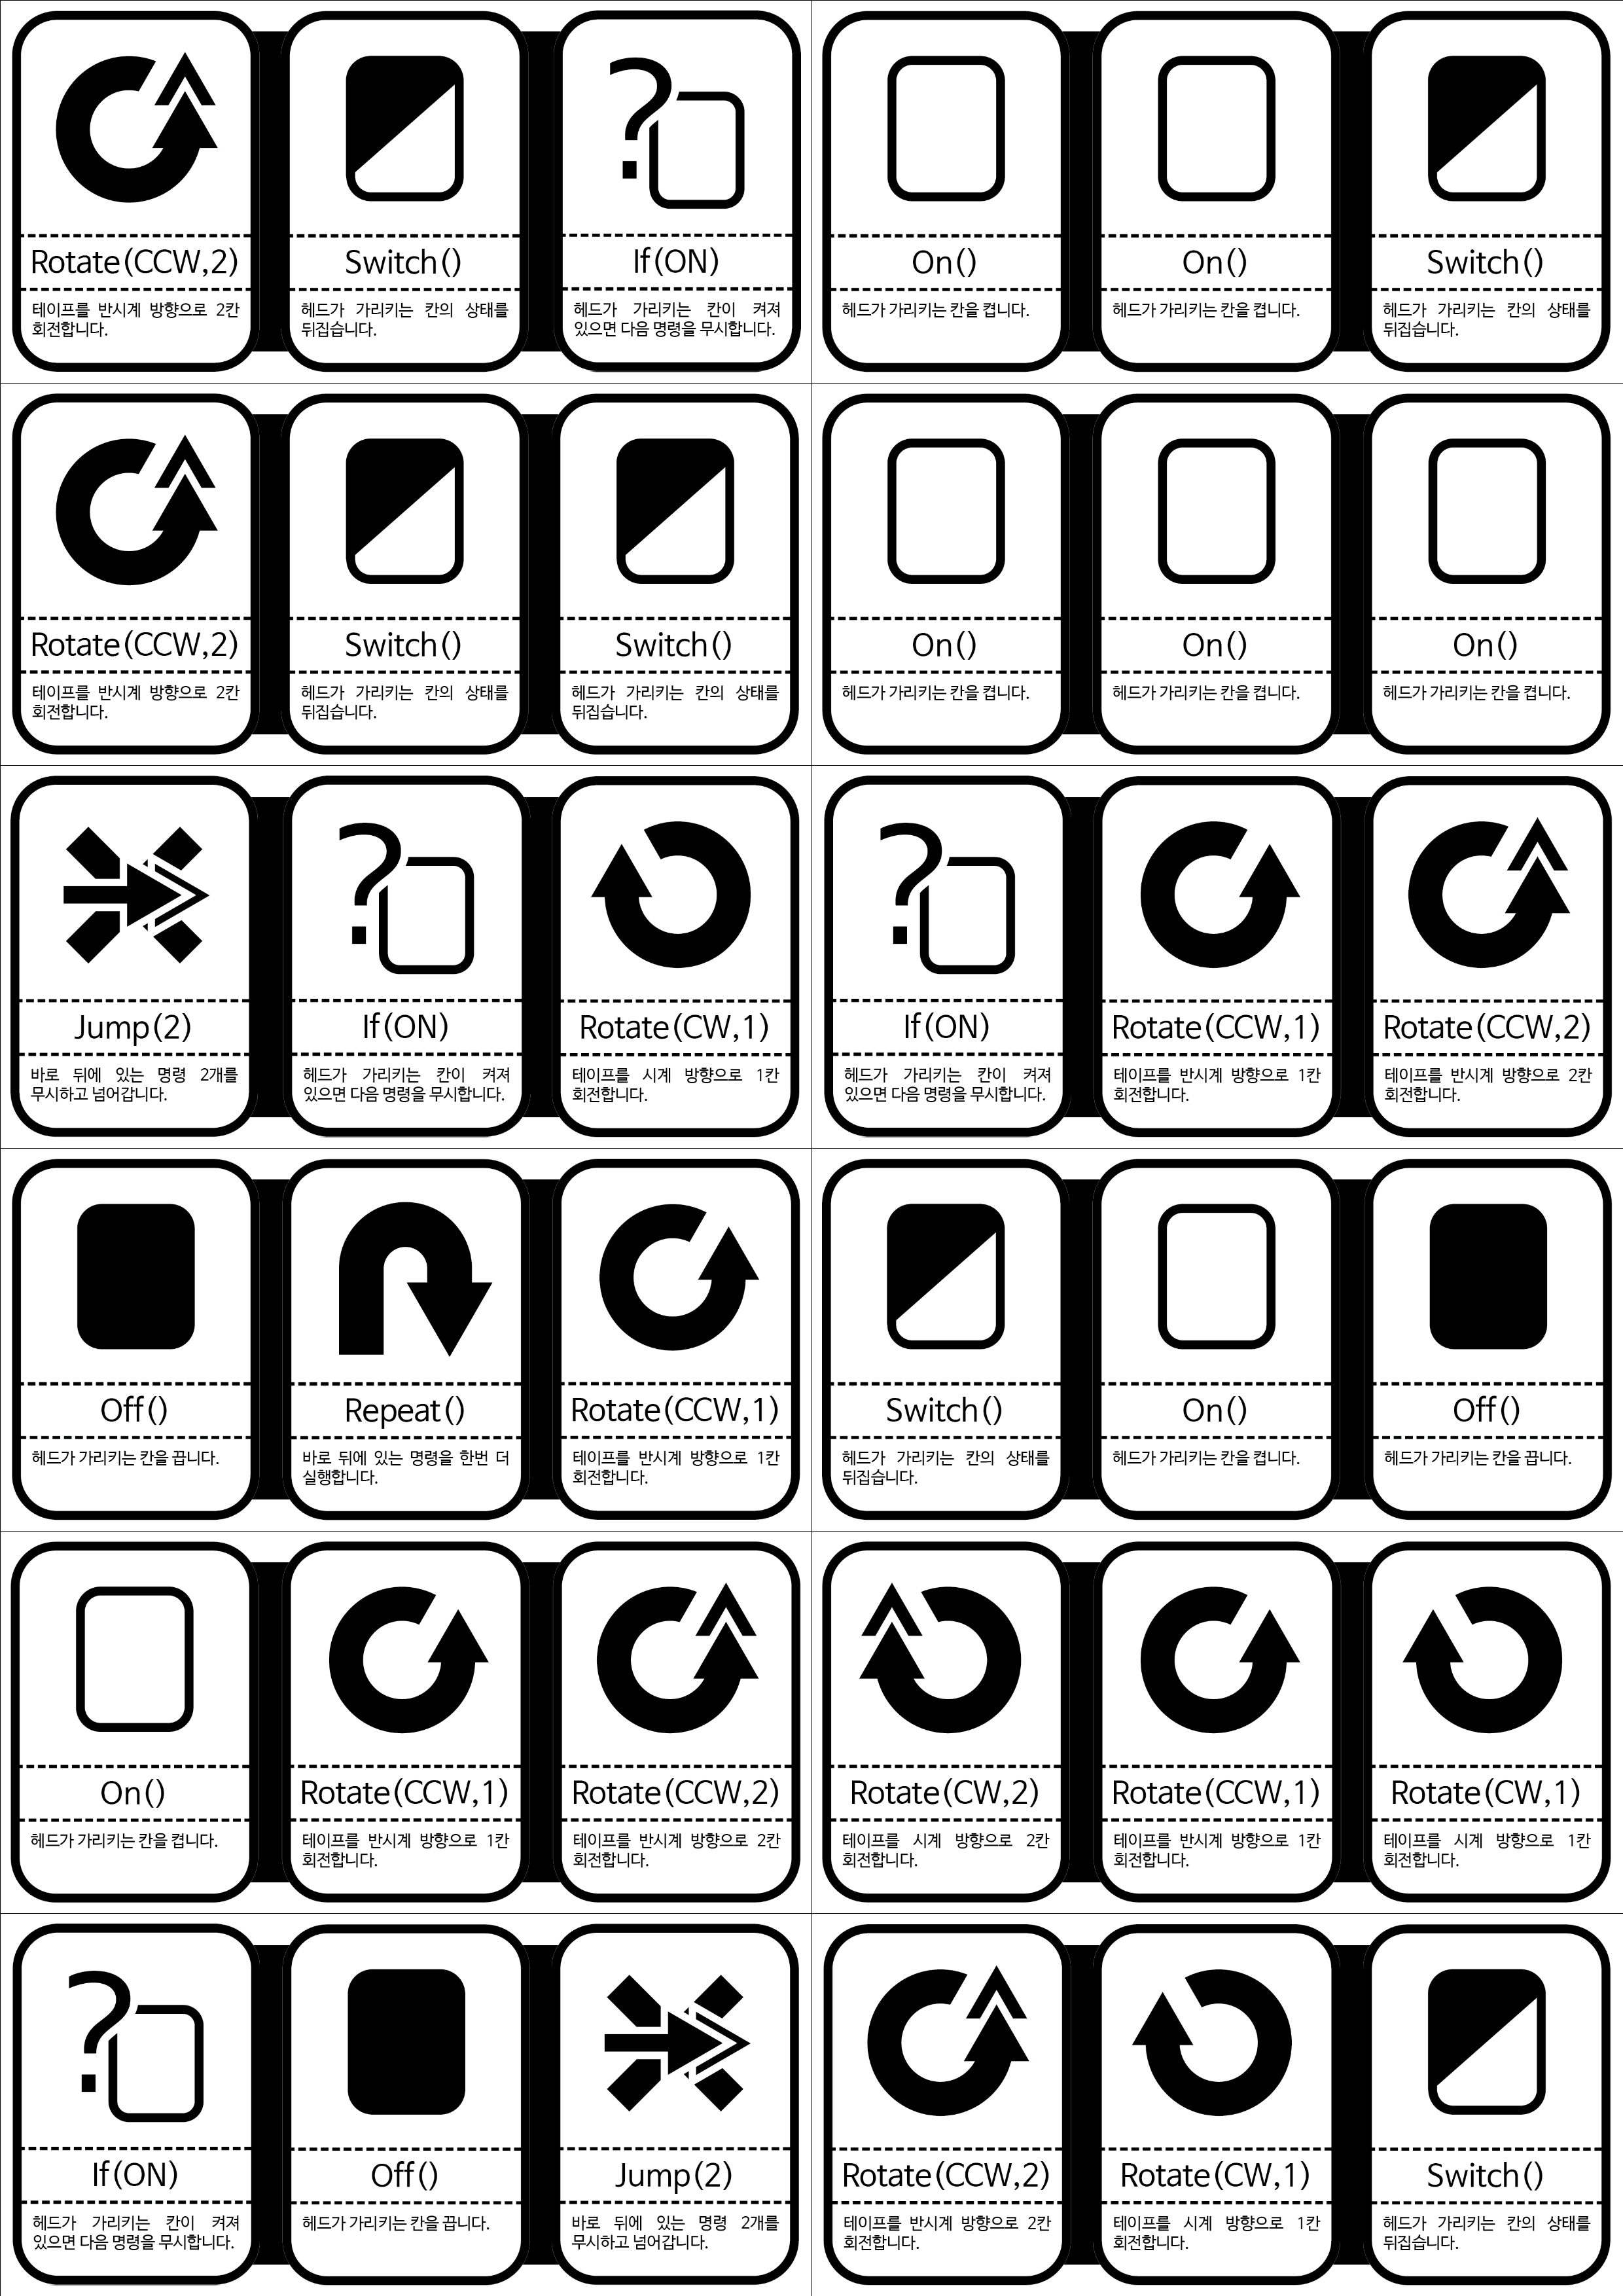 Rotate(CCW,2)
테이프를 반시계 방향으로 2칸
회전합니다.
Switch()
헤드가 가리키는 칸의 상태를
뒤집습니다.
If(ON)
헤드가 가리키는 칸이 켜져
있으면 다음 명령을 무시합니다.
On()
헤드가 가리키는 칸을 켭니다.
On()
헤드가 가리키는 칸을 켭니다.
Switch()
헤드가 가리키는 칸의 상태를
뒤집습니다.
Rotate(CCW,2)
테이프를 반시계 방향으로 2칸
회전합니다.
Switch()
헤드가 가리키는 칸의 상태를
뒤집습니다.
Switch()
헤드가 가리키는 칸의 상태를
뒤집습니다.
On()
헤드가 가리키는 칸을 켭니다.
On()
헤드가 가리키는 칸을 켭니다.
On()
헤드가 가리키는 칸을 켭니다.
Jump(2)
바로 뒤에 있는 명령 2개를
무시하고 넘어갑니다.
If(ON)
헤드가 가리키는 칸이 켜져
있으면 다음 명령을 무시합니다.
Rotate(CW,1)
테이프를 시계 방향으로 1칸
회전합니다.
If(ON)
헤드가 가리키는 칸이 켜져
있으면 다음 명령을 무시합니다.
Rotate(CCW,1)
테이프를 반시계 방향으로 1칸
회전합니다.
Rotate(CCW,2)
테이프를 반시계 방향으로 2칸
회전합니다.
Off()
헤드가 가리키는 칸을 끕니다.
Repeat()
바로 뒤에 있는 명령을 한번 더
실행합니다.
Rotate(CCW,1)
테이프를 반시계 방향으로 1칸
회전합니다.
Switch()
헤드가 가리키는 칸의 상태를
뒤집습니다.
On()
헤드가 가리키는 칸을 켭니다.
Off()
헤드가 가리키는 칸을 끕니다.
On()
헤드가 가리키는 칸을 켭니다.
Rotate(CCW,1)
테이프를 반시계 방향으로 1칸
회전합니다.
Rotate(CCW,2)
테이프를 반시계 방향으로 2칸
회전합니다.
Rotate(CW,2)
테이프를 시계 방향으로 2칸
회전합니다.
Rotate(CCW,1)
테이프를 반시계 방향으로 1칸
회전합니다.
Rotate(CW,1)
테이프를 시계 방향으로 1칸
회전합니다.
If(ON)
헤드가 가리키는 칸이 켜져
있으면 다음 명령을 무시합니다.
Off()
헤드가 가리키는 칸을 끕니다.
Jump(2)
바로 뒤에 있는 명령 2개를
무시하고 넘어갑니다.
Rotate(CCW,2)
테이프를 반시계 방향으로 2칸
회전합니다.
Rotate(CW,1)
테이프를 시계 방향으로 1칸
회전합니다.
Switch()
헤드가 가리키는 칸의 상태를
뒤집습니다.